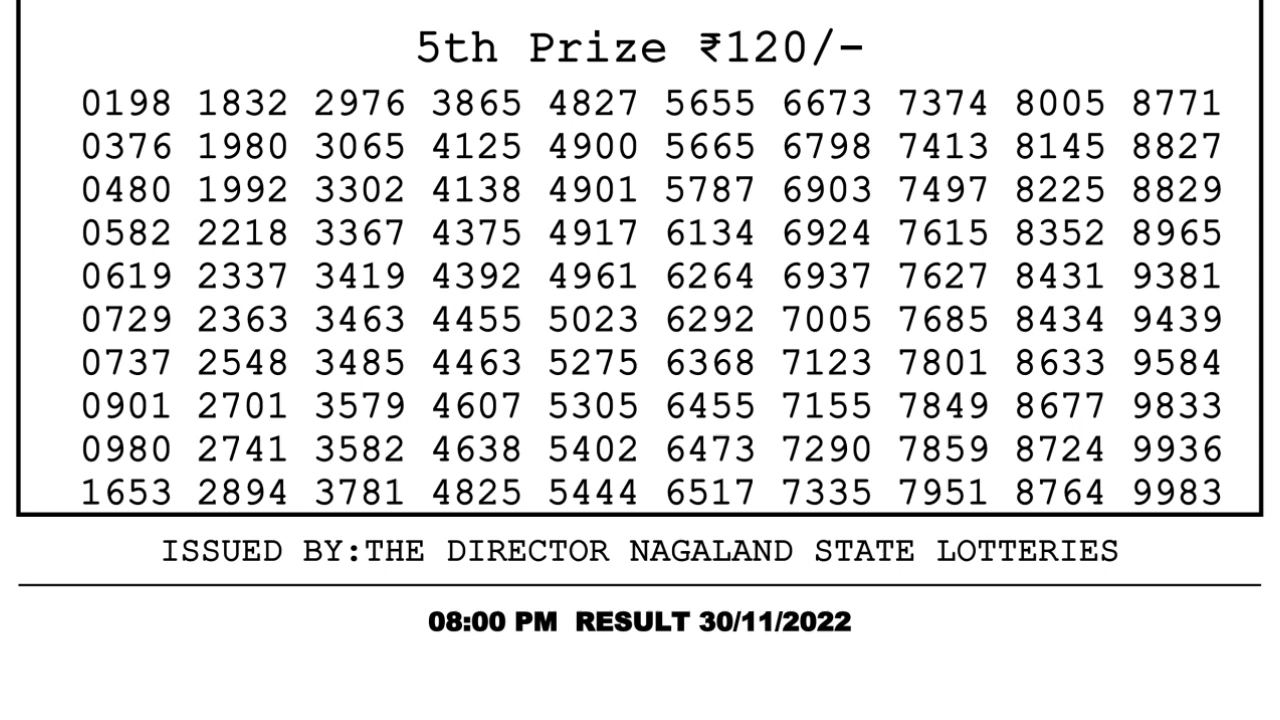 5th Prize ₹120/-
0198 1832 2976 3865 4827 5655 6673 7374 8005 8771
0376 1980 3065 4125 4900 5665 6798 7413 8145 8827
0480 1992 3302 4138 4901 5787 6903 7497 8225 8829
0582 2218 3367 4375 4917 6134 6924 7615 8352 8965
0619 2337 3419 4392 4961 6264 6937 7627 8431 9381
0729 2363 3463 4455 5023 6292 7005 7685 8434 9439
0737 2548 3485 4463 5275 6368 7123 7801 8633 9584
0901 2701 3579 4607 5305 6455 7155 7849 8677 9833
0980 2741 3582 4638 5402 6473 7290 7859 8724 9936
1653 2894 3781 4825 5444 6517 7335 7951 8764 9983
ISSUED BY:THE DIRECTOR NAGALAND STATE LOTTERIES
08:00 PM RESULT 30/11/2022